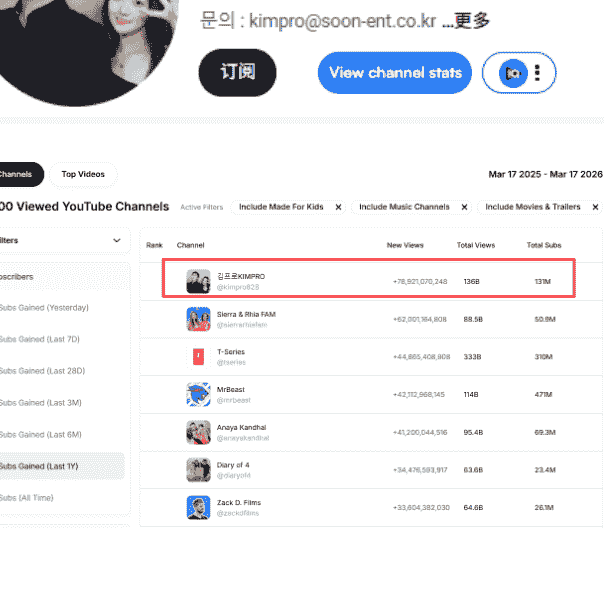 문의 : kimpro@soon-ent.co.kr ...更多
订阅
View channel stats
Channels
Top Videos
Mar 17 2025 - Mar 17 2026
00 Viewed YouTube Channels
Active Filters
Include Made For Kids ✕
Include Music Channels ✕
Include Movies & Trailers ✕
Rank Channel New Views Total Views Total Subs
김프로KIMPRO
@kimpro828
+78,921,070,248 136B 131M
Sierra & Rhia FAM
@sierrarhiafam
+62,001,164,808 88.5B 50.9M
T-Series
@tseries
+44,865,408,808 333B 310M
MrBeast
@mrbeast
+42,112,968,145 114B 471M
Anaya Kandhal
@anayakandhal
+41,200,044,516 95.4B 69.3M
Diary of 4
@diaryof4
+34,476,593,917 63.6B 23.4M
Zack D. Films
@zackdfilms
+33,604,382,030 64.6B 26.1M
Subs Gained (Yesterday)
Subs Gained (Last 7D)
Subs Gained (Last 28D)
Subs Gained (Last 3M)
Subs Gained (Last 6M)
Subs Gained (Last 1Y)
Subs (All Time)